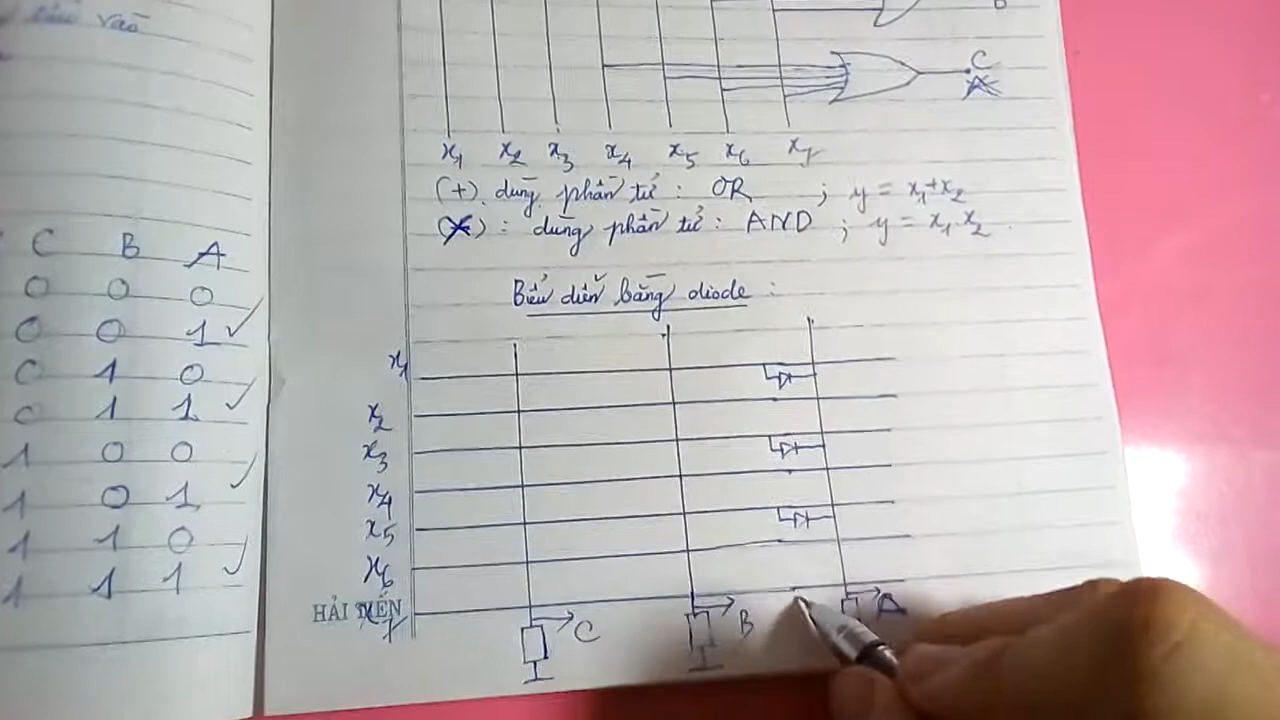 vào
C B A
0 0 0
0 0 1
0 1 0
0 1 1
1 0 0
1 0 1
1 1 0
1 1 1
B
C
A
x1 x2 x3 x4 x5 x6 x7
(+). dùng phần tử : OR ; y = x1+x2
(x) : dùng phần tử : AND ; y = x1.x2.
Biểu diễn bằng diode :
x1
x2
x3
x4
x5
x6
HẢI TIẾN
x7
C B A